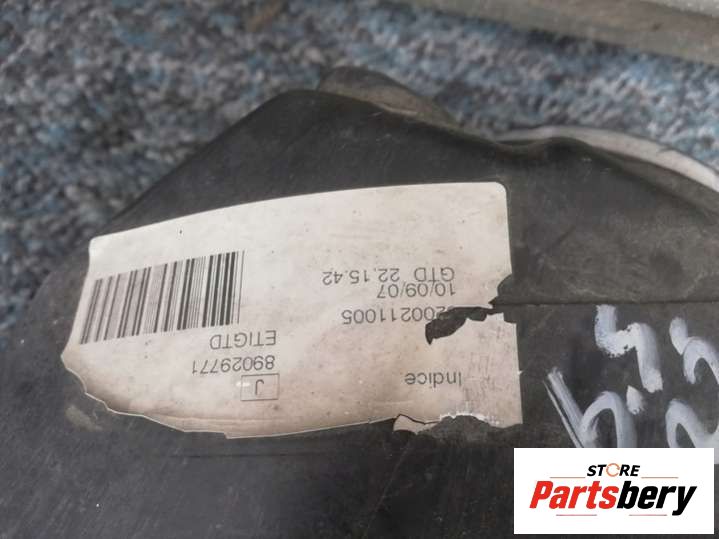 Indice J
89029771
200211005 ETIGTD
10/09/07
GTD 22.15.42
STORE
Partsbery